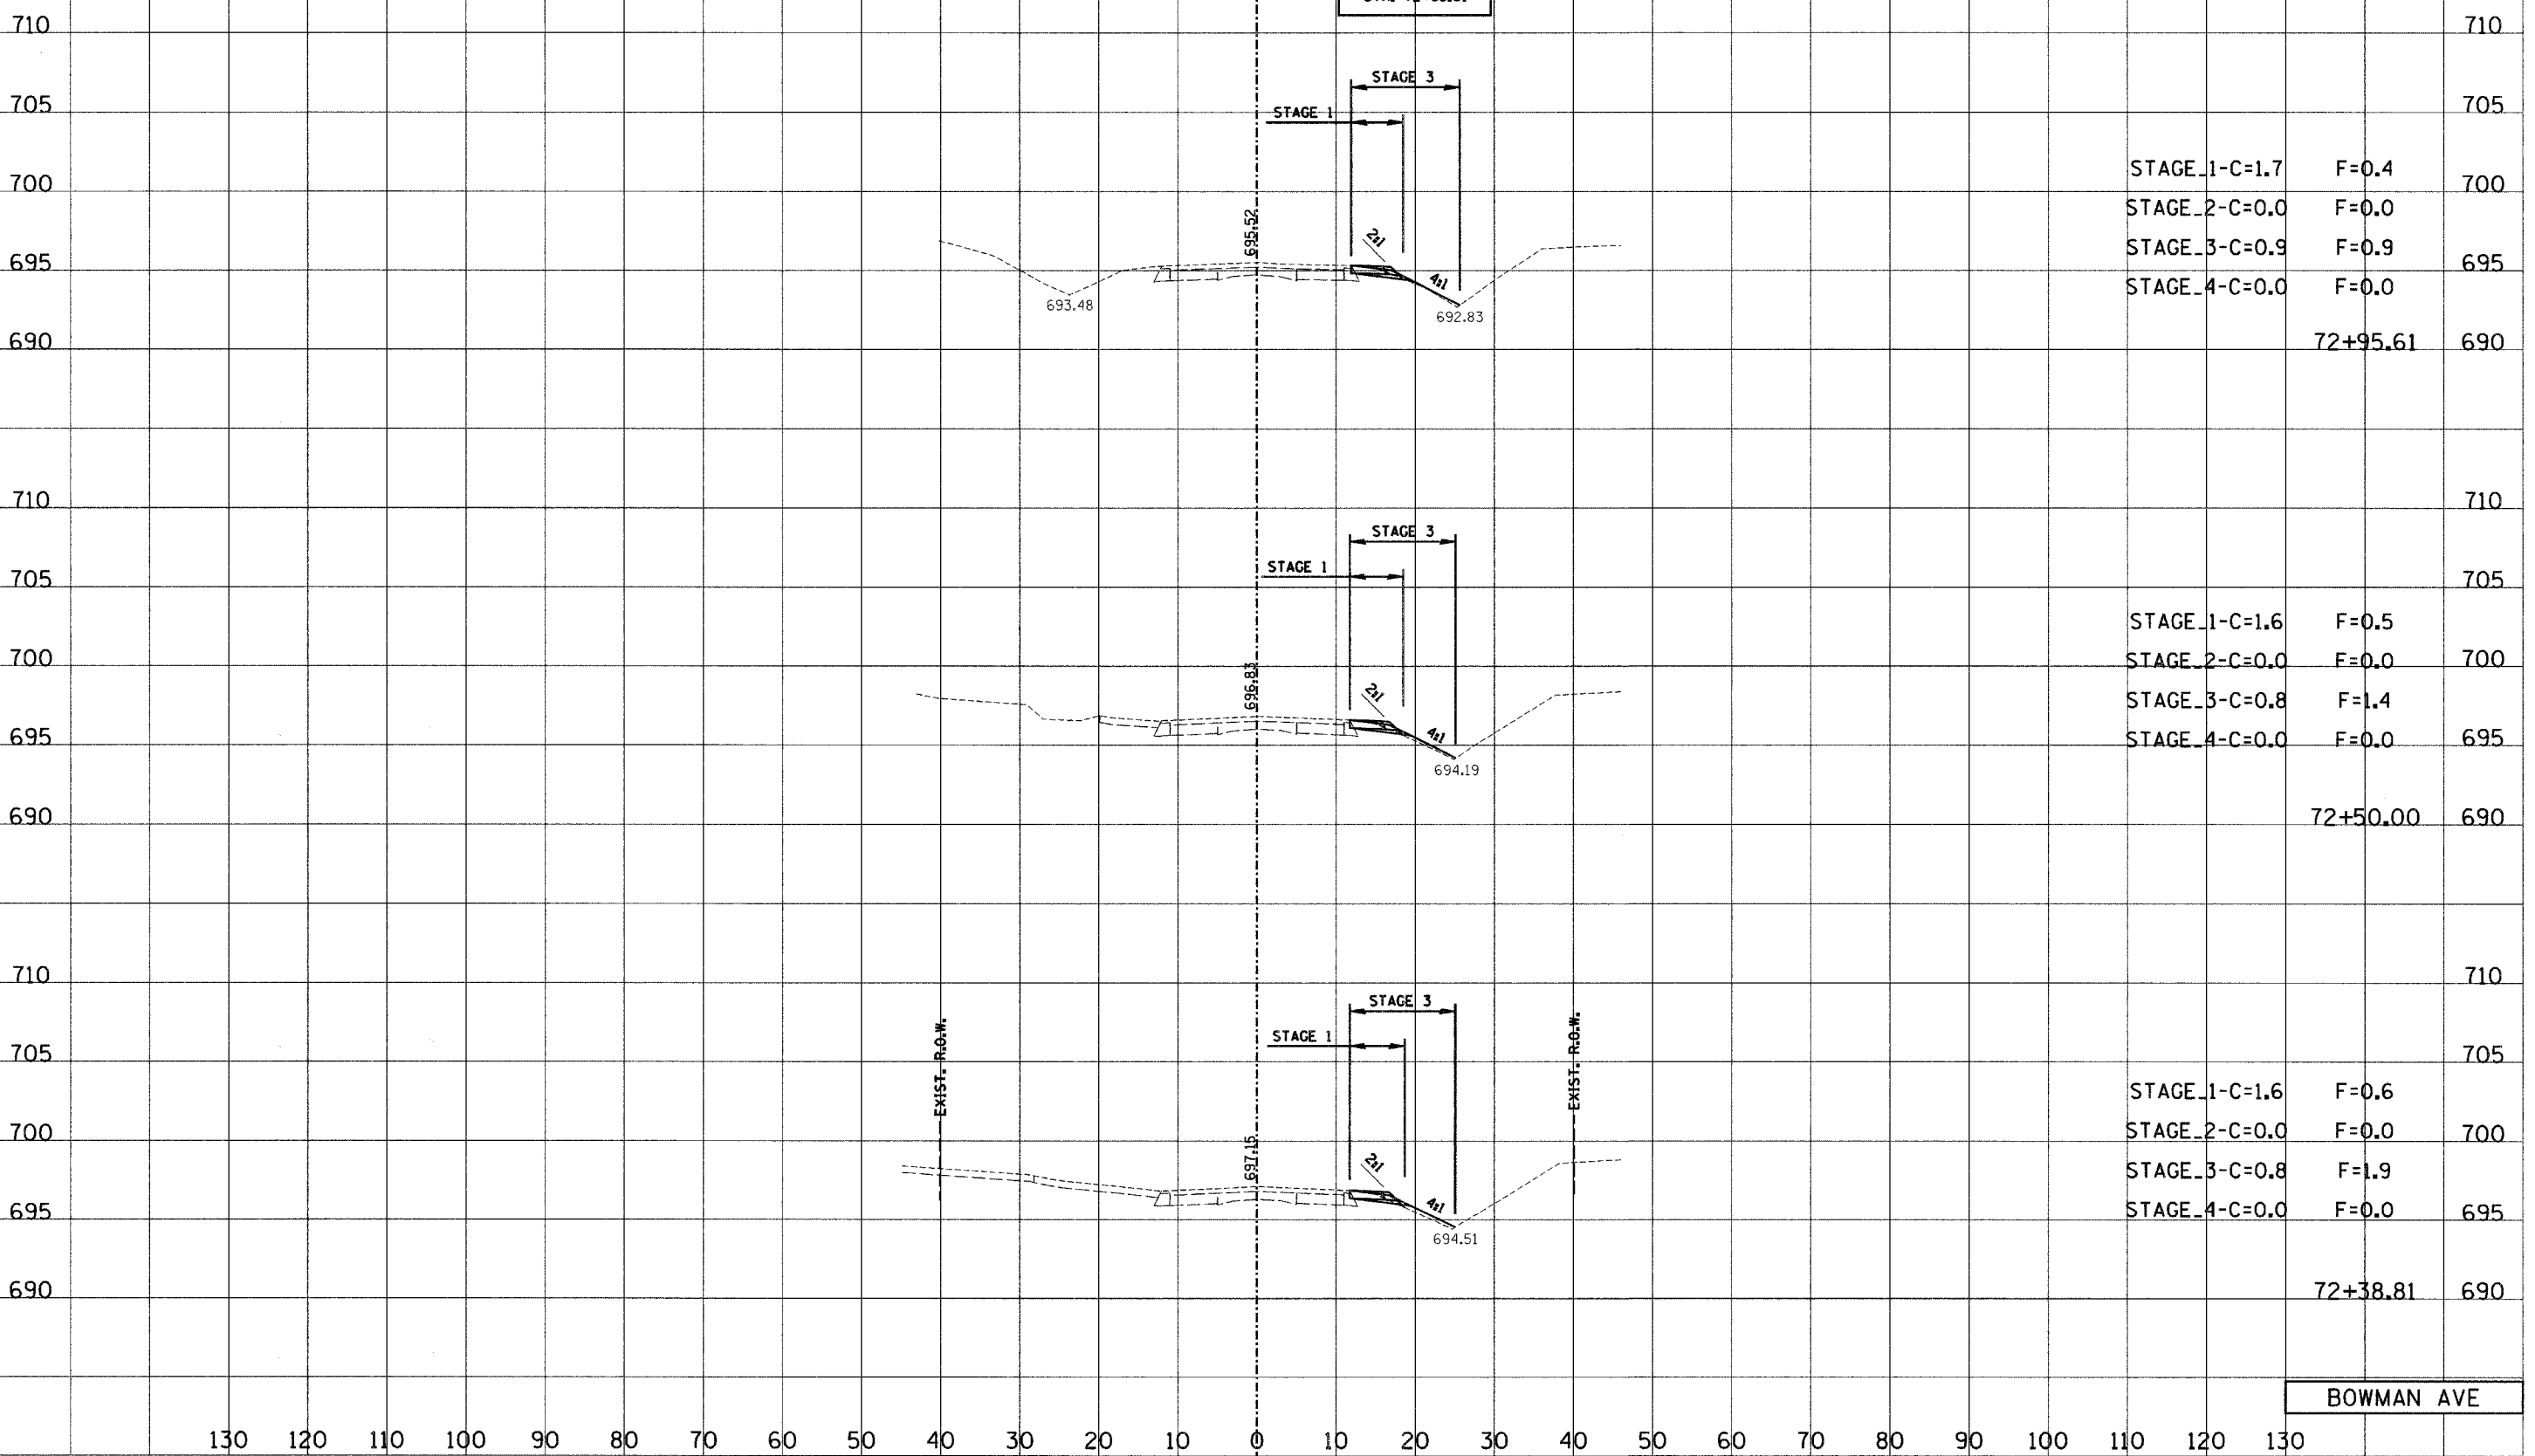 710 710
STAGE 3
705 705
STAGE 1
STAGE_1-C=1.7 F=0.4
700 700
STAGE_2-C=0.0 F=0.0
695.52
2:1
STAGE_3-C=0.9 F=0.9
695 695
4:1
STAGE_4-C=0.0 F=0.0
693.48
692.83
690 72+95.61 690
710 710
STAGE 3
STAGE 1
705 705
STAGE_1-C=1.6 F=0.5
700 STAGE_2-C=0.0 F=0.0 700
696.83
2:1
STAGE_3-C=0.8 F=1.4
4:1
695 STAGE_4-C=0.0 F=0.0 695
694.19
690 72+50.00 690
710 710
STAGE 3
STAGE 1
EXIST. R.O.W.
EXIST. R.O.W.
705 705
STAGE_1-C=1.6 F=0.6
700 STAGE_2-C=0.0 F=0.0 700
697.15
2:1
STAGE_3-C=0.8 F=1.9
4:1
695 STAGE_4-C=0.0 F=0.0 695
694.51
690 72+38.81 690
BOWMAN AVE
130 120 110 100 90 80 70 60 50 40 30 20 10 0 10 20 30 40 50 60 70 80 90 100 110 120 130